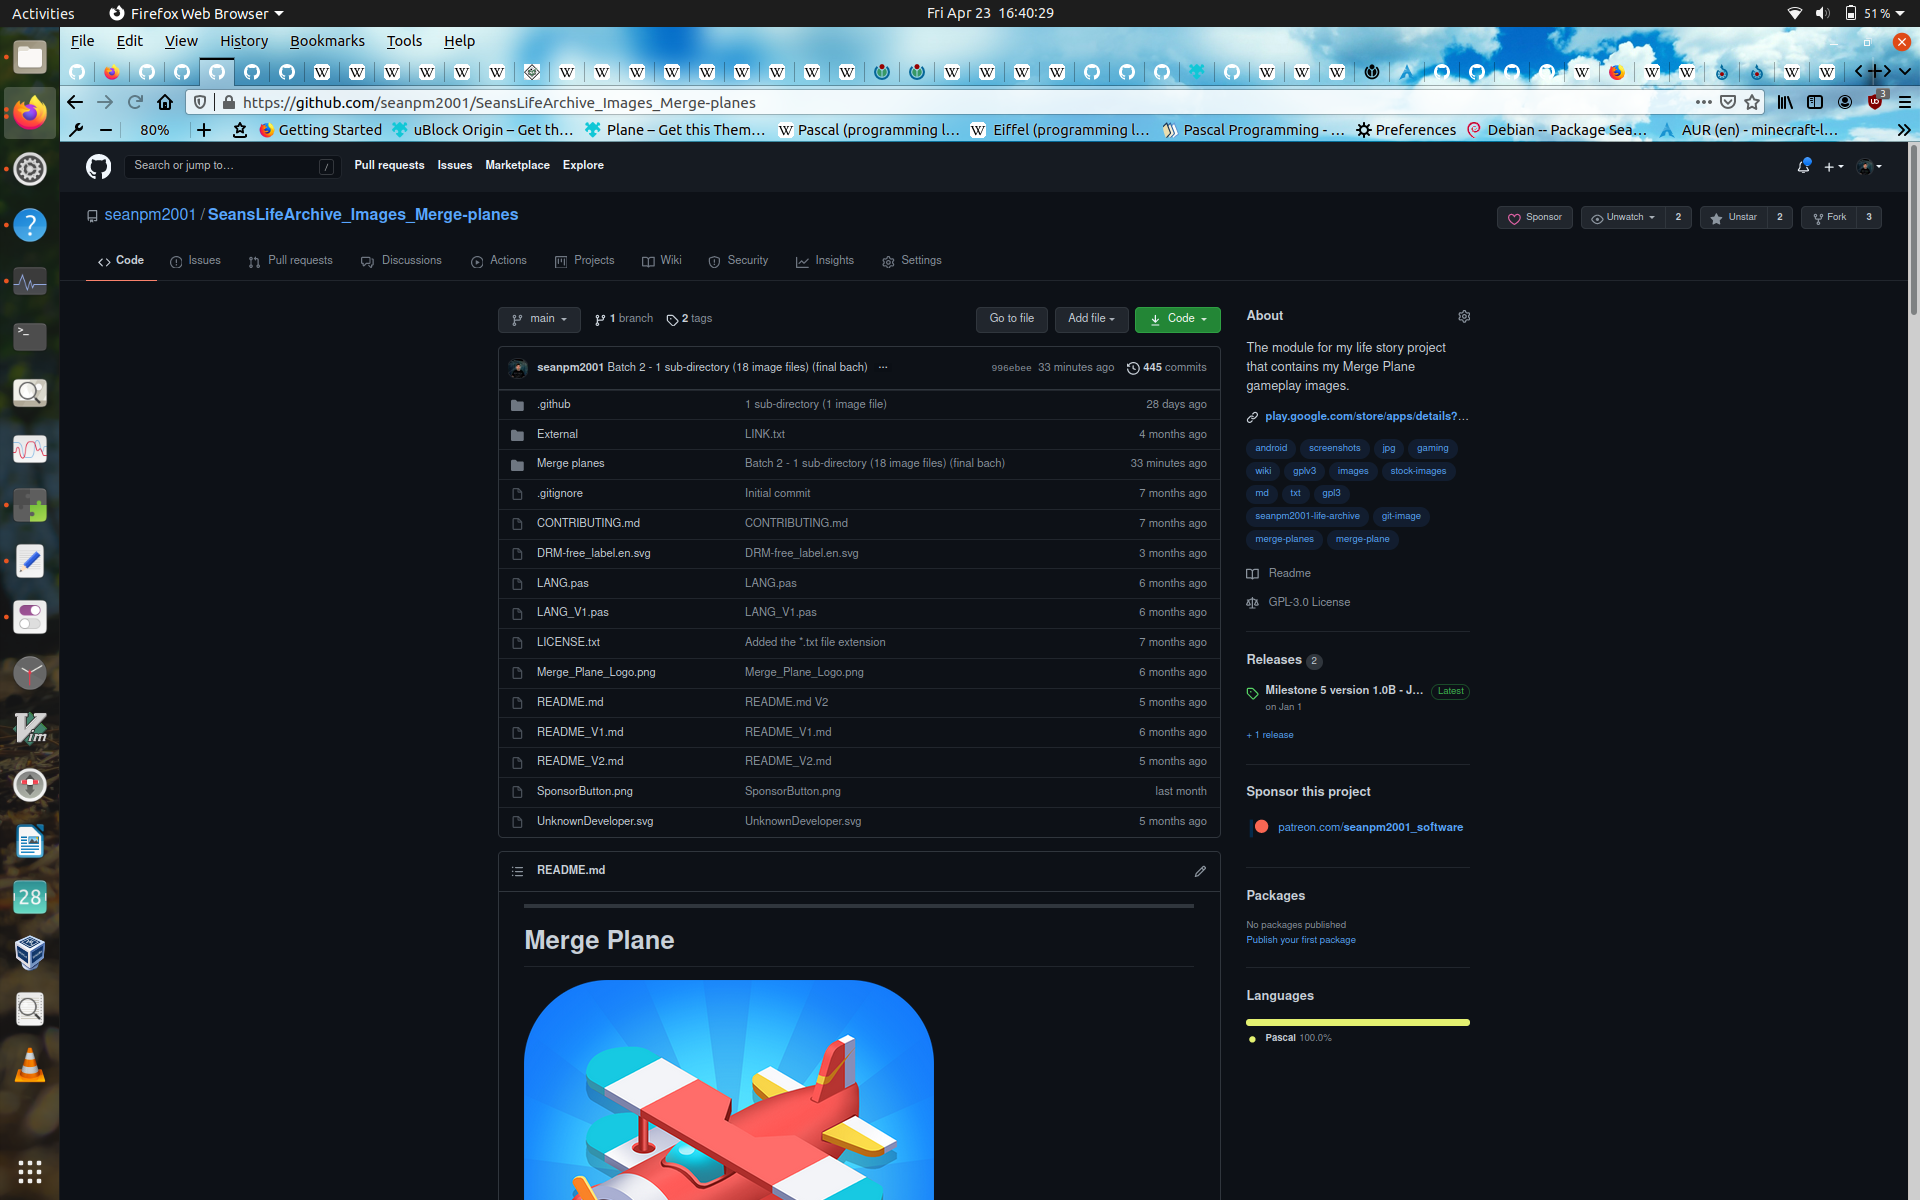 Activities Firefox Web Browser Fri Apr 23 16:40:29 51 %
File Edit View History Bookmarks Tools Help
https://github.com/seanpm2001/SeansLifeArchive_Images_Merge-planes 3
80% Getting Started uBlock Origin – Get th… Plane – Get this Them… Pascal (programming l… Eiffel (programming l… Pascal Programming - … Preferences Debian -- Package Sea… AUR (en) - minecraft-l…
Search or jump to… / Pull requests Issues Marketplace Explore
seanpm2001 / SeansLifeArchive_Images_Merge-planes Sponsor Unwatch 2 Unstar 2 Fork 3
Code Issues Pull requests Discussions Actions Projects Wiki Security Insights Settings
main 1 branch 2 tags Go to file Add file Code
seanpm2001 Batch 2 - 1 sub-directory (18 image files) (final bach) ... 996ebee 33 minutes ago 445 commits
.github 1 sub-directory (1 image file) 28 days ago
External LINK.txt 4 months ago
Merge planes Batch 2 - 1 sub-directory (18 image files) (final bach) 33 minutes ago
.gitignore Initial commit 7 months ago
CONTRIBUTING.md CONTRIBUTING.md 7 months ago
DRM-free_label.en.svg DRM-free_label.en.svg 3 months ago
LANG.pas LANG.pas 6 months ago
LANG_V1.pas LANG_V1.pas 6 months ago
LICENSE.txt Added the *.txt file extension 7 months ago
Merge_Plane_Logo.png Merge_Plane_Logo.png 6 months ago
README.md README.md V2 5 months ago
README_V1.md README_V1.md 6 months ago
README_V2.md README_V2.md 5 months ago
SponsorButton.png SponsorButton.png last month
UnknownDeveloper.svg UnknownDeveloper.svg 5 months ago
README.md
Merge Plane
About
The module for my life story project
that contains my Merge Plane
gameplay images.
play.google.com/store/apps/details?…
android screenshots jpg gaming
wiki gplv3 images stock-images
md txt gpl3
seanpm2001-life-archive git-image
merge-planes merge-plane
Readme
GPL-3.0 License
Releases 2
Milestone 5 version 1.0B - J… Latest
on Jan 1
+ 1 release
Sponsor this project
patreon.com/seanpm2001_software
Packages
No packages published
Publish your first package
Languages
Pascal 100.0%
28